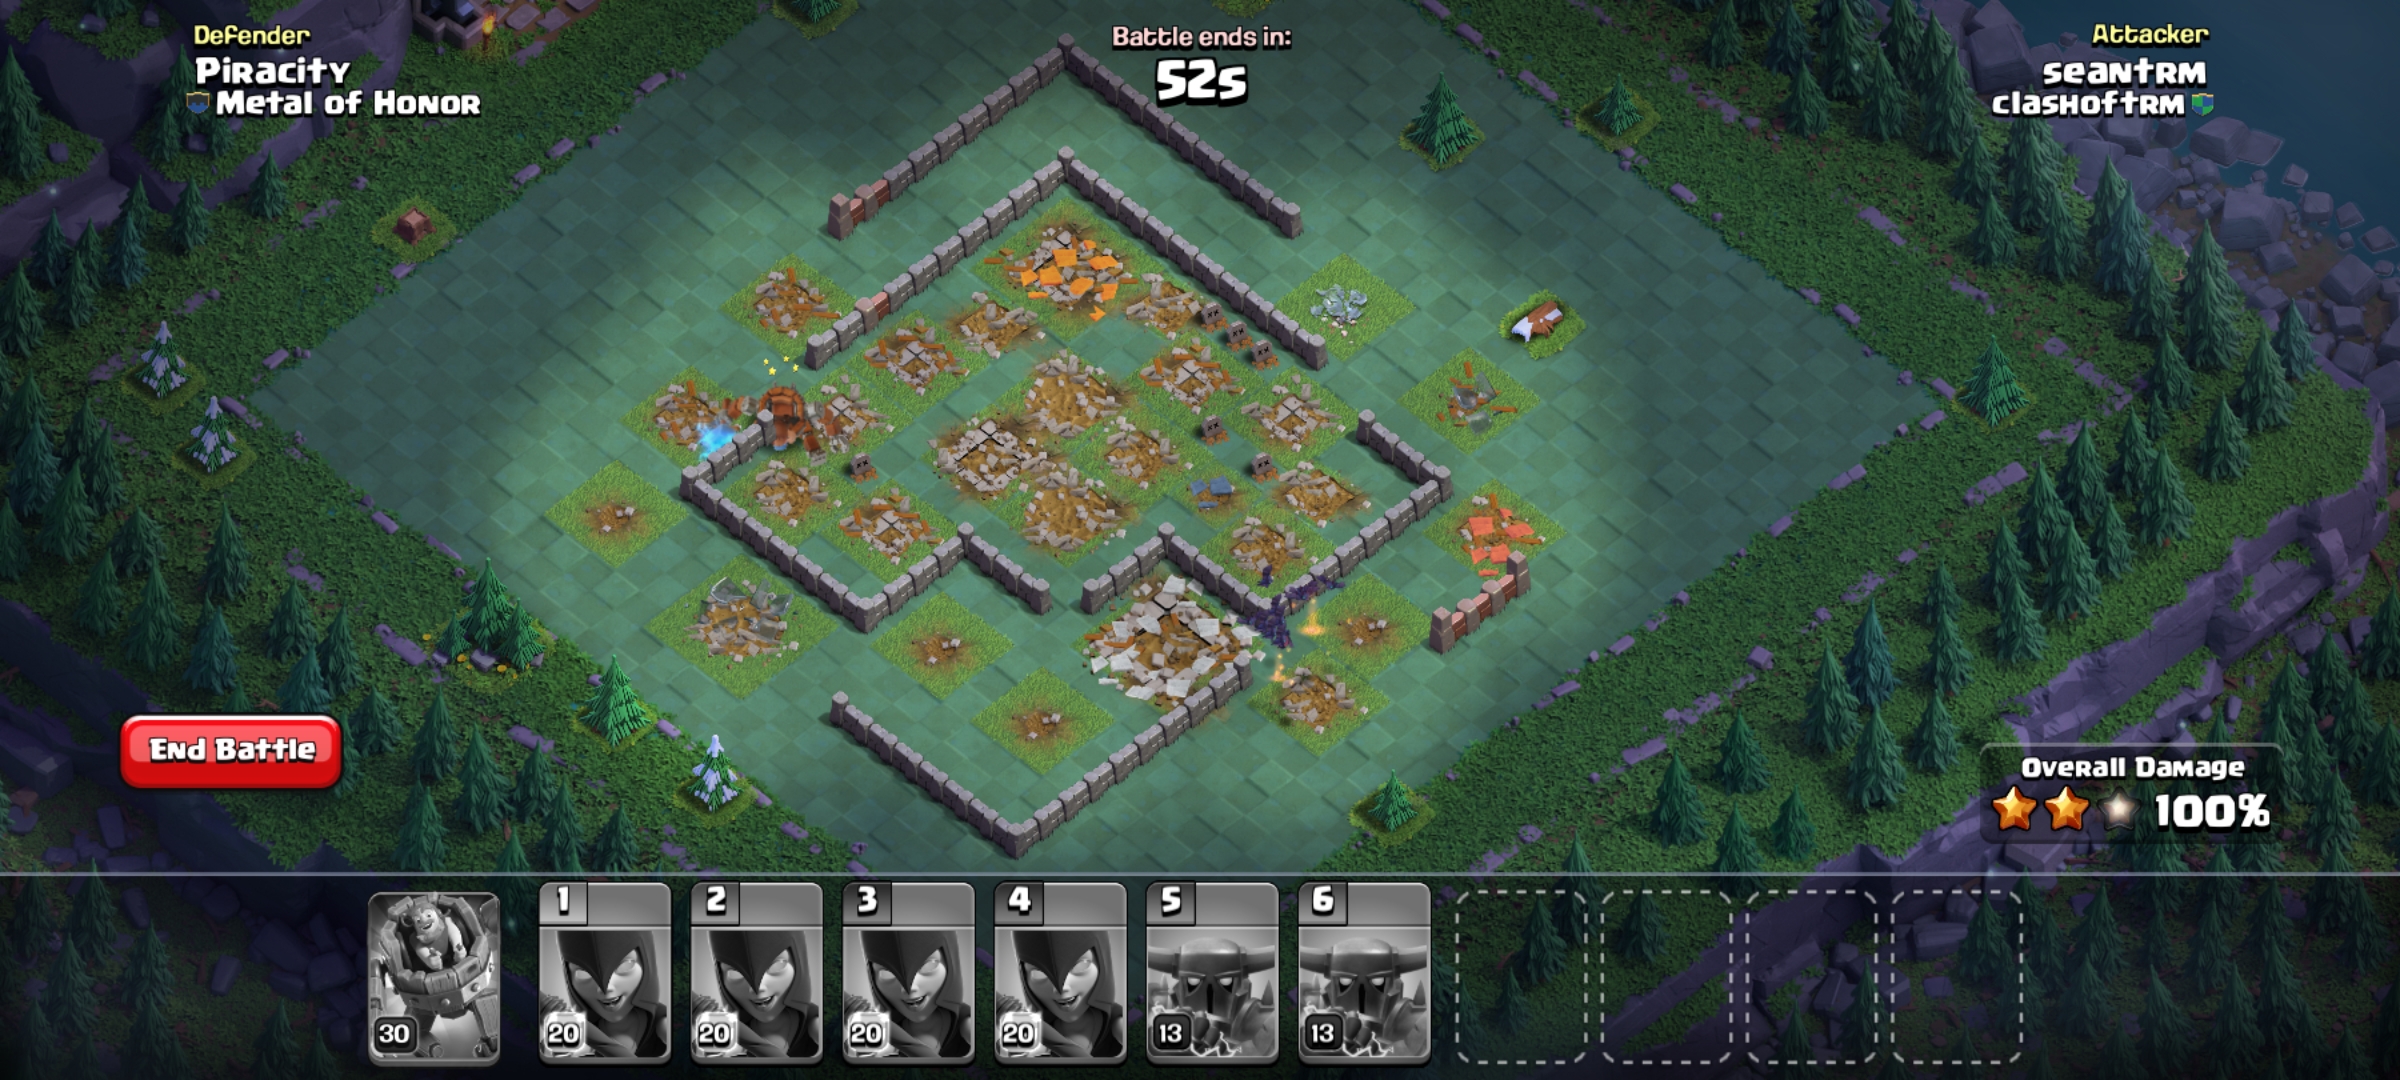 Defender
Piracity
Metal of Honor
Battle ends in:
52s
Attacker
seantRM
clashoftRM
End Battle
Overall Damage
100%
1 2 3 4 5 6
30 20 20 20 20 13 13